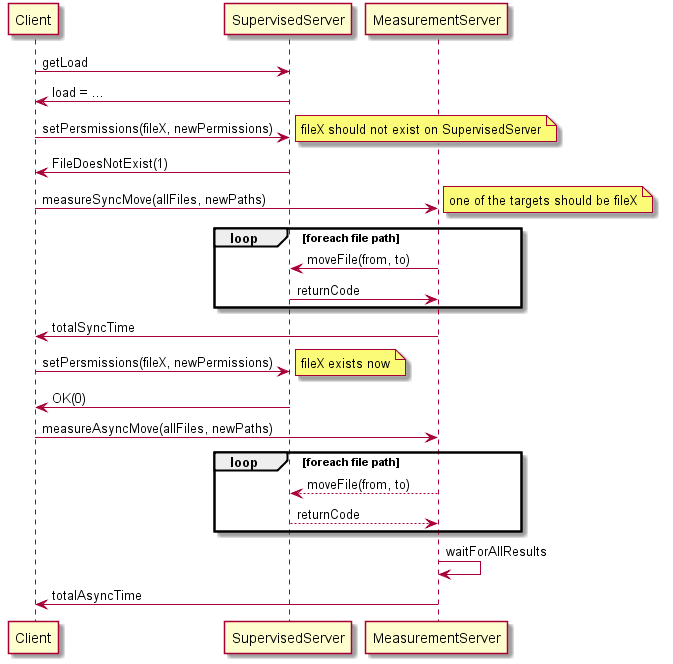 Client
SupervisedServer
MeasurementServer
getLoad
load = ...
setPersmissions(fileX, newPermissions)
fileX should not exist on SupervisedServer
FileDoesNotExist(1)
measureSyncMove(allFiles, newPaths)
one of the targets should be fileX
loop
[foreach file path]
moveFile(from, to)
returnCode
totalSyncTime
setPersmissions(fileX, newPermissions)
fileX exists now
OK(0)
measureAsyncMove(allFiles, newPaths)
loop
[foreach file path]
moveFile(from, to)
returnCode
waitForAllResults
totalAsyncTime
Client
SupervisedServer
MeasurementServer